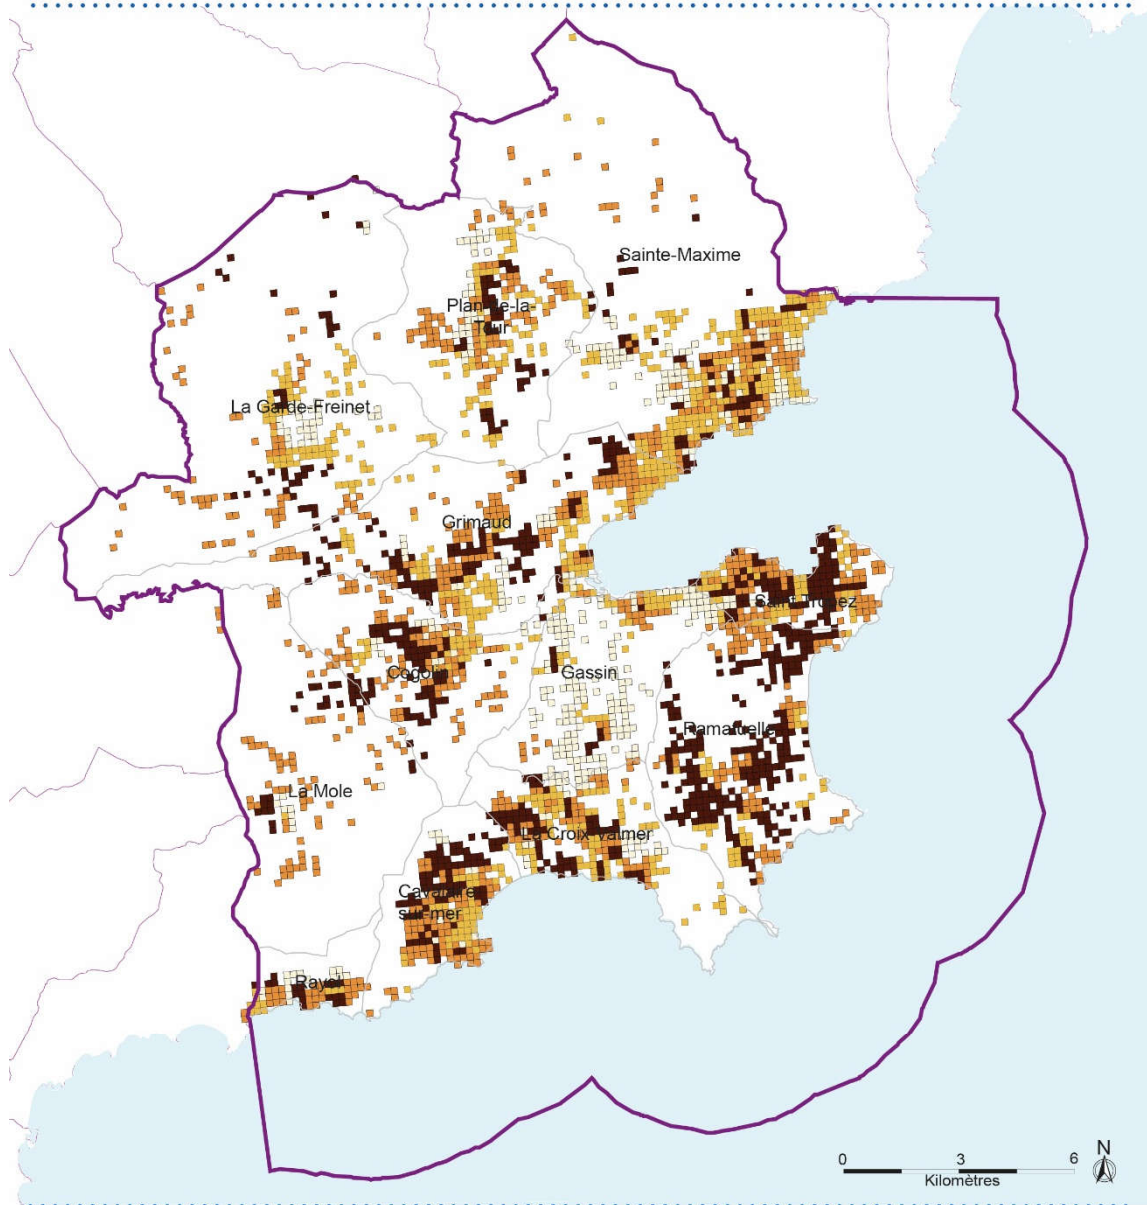 Sainte-Maxime
Plan-de-la-
Tour
La Garde-Freinet
Grimaud
Saint Tropez
Cogolin
Gassin
Ramatuelle
La Mole
La Croix-Valmer
Cavalaire-
sur-mer
Rayol
0 3 6
Kilomètres
N